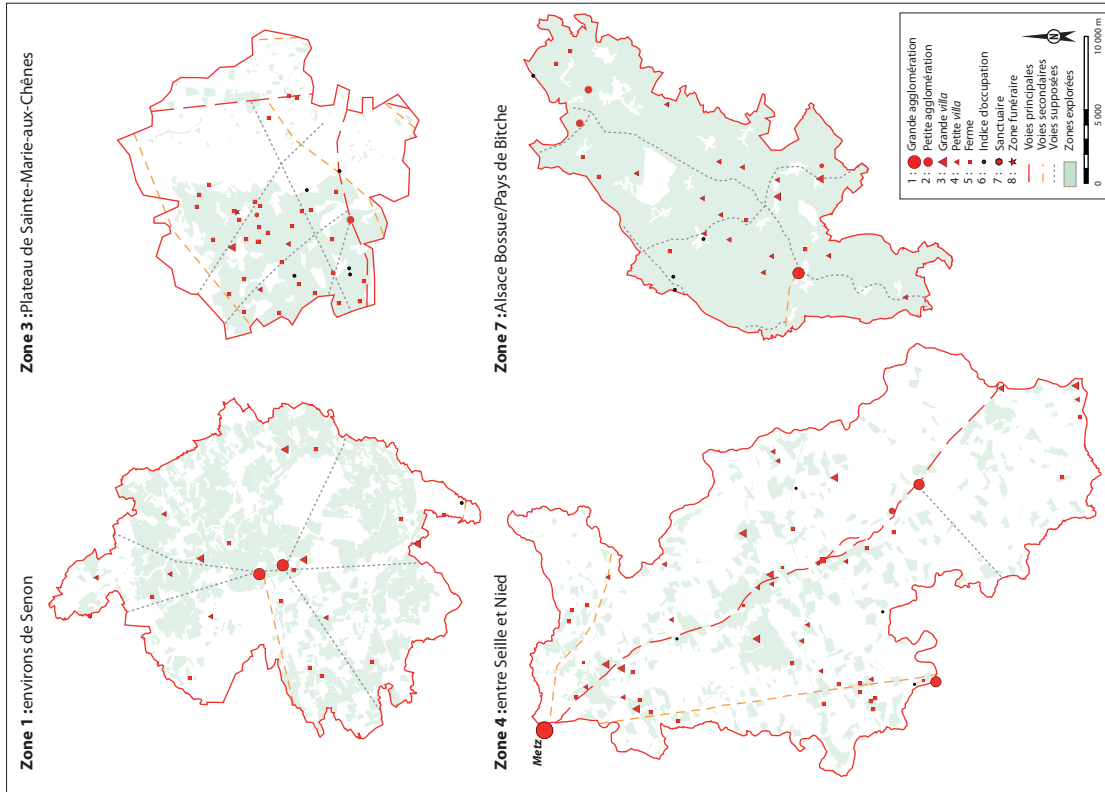 Zone 1 : environs de Senon
Zone 3 : Plateau de Sainte-Marie-aux-Chênes
Zone 4 : entre Seille et Nied
Metz
Zone 7 : Alsace Bossue/Pays de Bitche
1 : Grande agglomération
2 : Petite agglomération
3 : Grande villa
4 : Petite villa
5 : Ferme
6 : Indice d'occupation
7 : Sanctuaire
8 : Zone funéraire
Voies principales
Voies secondaires
Voies supposées
Zones explorées
N
0 5 000 10 000 m